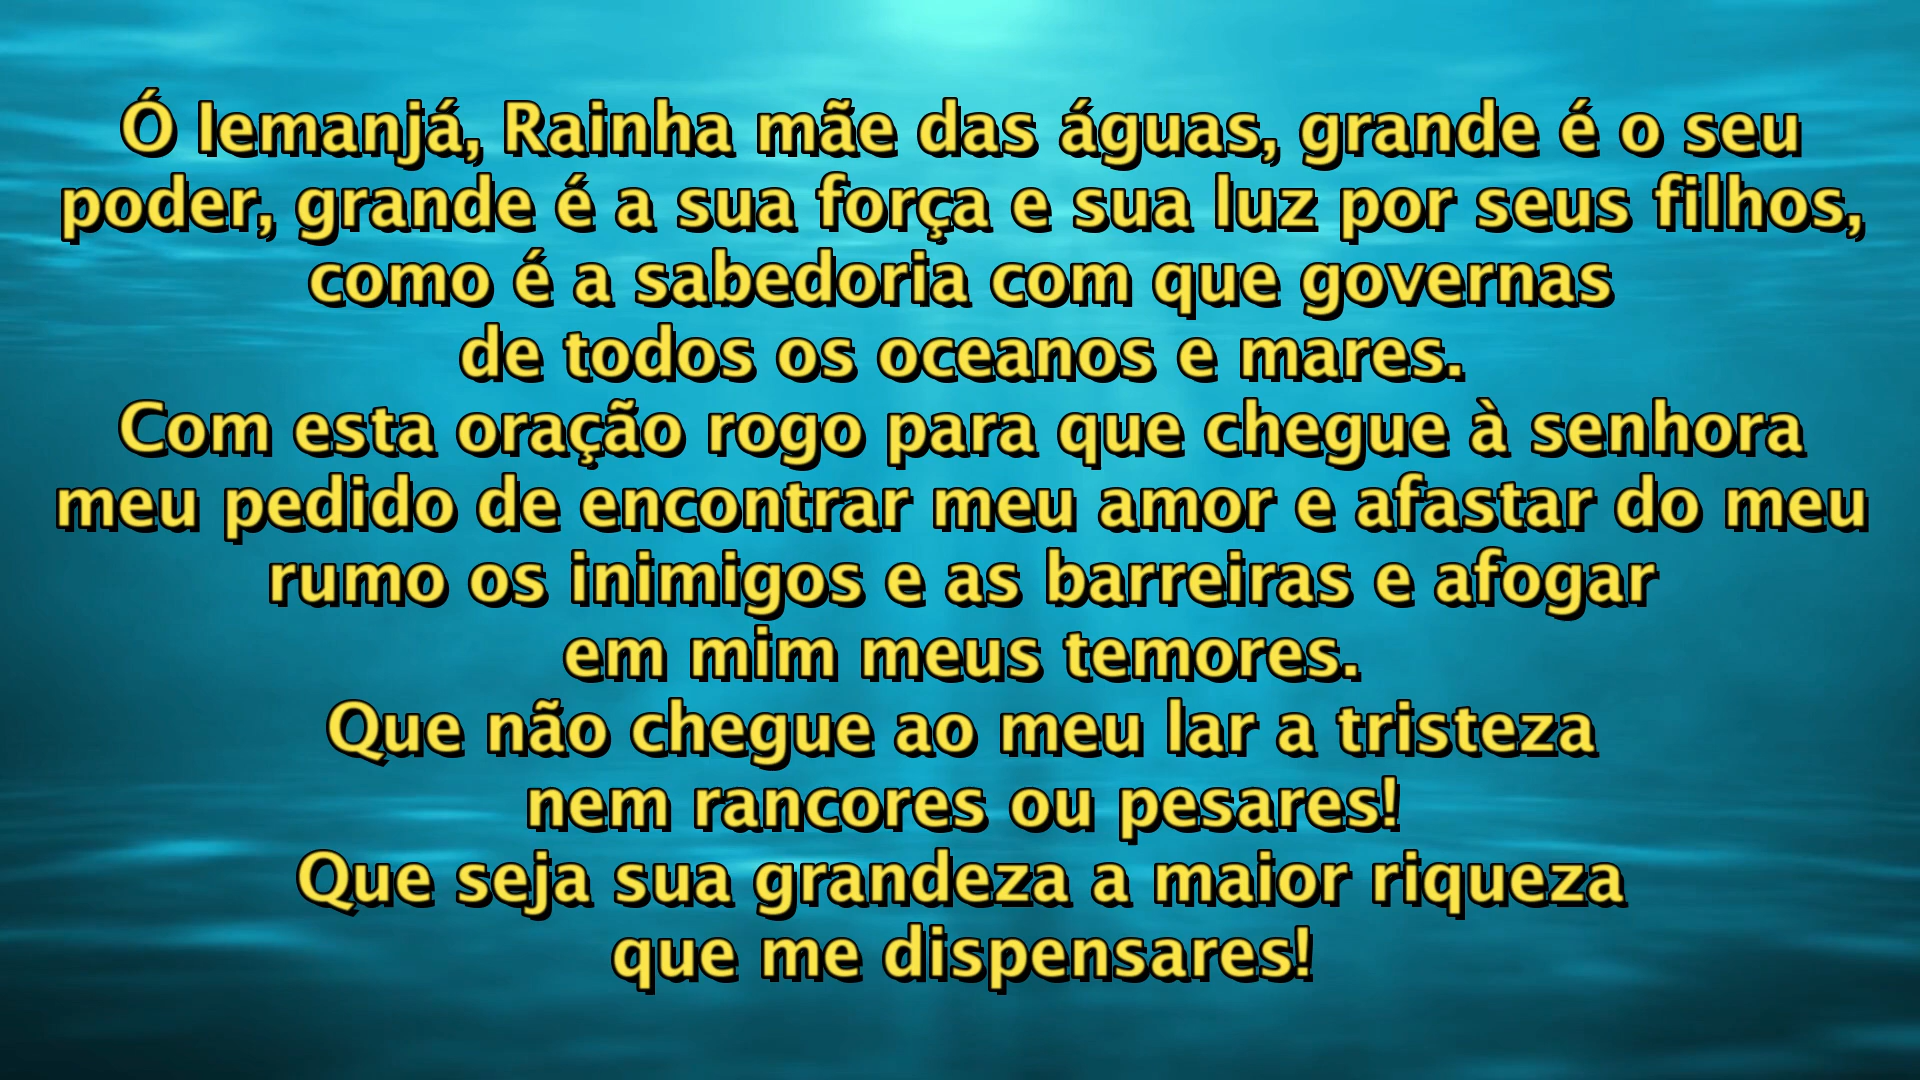 Ó Iemanjá, Rainha mãe das águas, grande é o seu
poder, grande é a sua força e sua luz por seus filhos,
como é a sabedoria com que governas
de todos os oceanos e mares.
Com esta oração rogo para que chegue à senhora
meu pedido de encontrar meu amor e afastar do meu
rumo os inimigos e as barreiras e afogar
em mim meus temores.
Que não chegue ao meu lar a tristeza
nem rancores ou pesares!
Que seja sua grandeza a maior riqueza
que me dispensares!